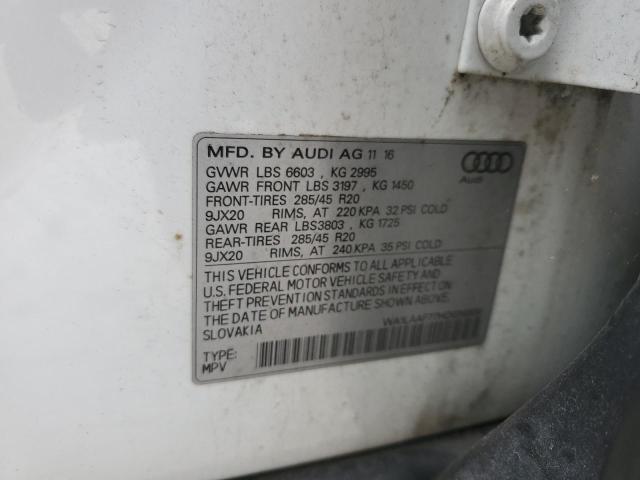 MFD. BY AUDI AG 11 16
GVWR LBS 6603 , KG 2995
GAWR FRONT LBS 3197 , KG 1450
FRONT-TIRES 285/45 R20
9JX20 RIMS, AT 220 KPA 32 PSI COLD
GAWR REAR LBS3803 , KG 1725
REAR-TIRES 285/45 R20
9JX20 RIMS, AT 240 KPA 35 PSI COLD
THIS VEHICLE CONFORMS TO ALL APPLICABLE
U.S. FEDERAL MOTOR VEHICLE SAFETY AND
THEFT PREVENTION STANDARDS IN EFFECT ON
THE DATE OF MANUFACTURE SHOWN ABOVE.
SLOVAKIA
TYPE:
MPV
Audi